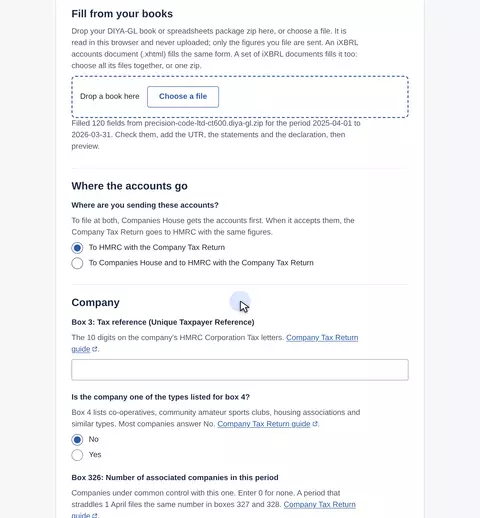 Fill from your books
Drop your DIYA-GL book or spreadsheets package zip here, or choose a file. It is
read in this browser and never uploaded; only the figures you file are sent. An iXBRL
accounts document (.xhtml) fills the same form. A set of iXBRL documents fills it too:
choose all its files together, or one zip.
Drop a book here
Choose a file
Filled 120 fields from precision-code-ltd-ct600.diya-gl.zip for the period 2025-04-01 to
2026-03-31. Check them, add the UTR, the statements and the declaration, then
preview.
Where the accounts go
Where are you sending these accounts?
To file at both, Companies House gets the accounts first. When it accepts them, the
Company Tax Return goes to HMRC with the same figures.
To HMRC with the Company Tax Return
To Companies House and to HMRC with the Company Tax Return
Company
Box 3: Tax reference (Unique Taxpayer Reference)
The 10 digits on the company's HMRC Corporation Tax letters. Company Tax Return
guide.
Is the company one of the types listed for box 4?
Box 4 lists co-operatives, community amateur sports clubs, housing associations and
similar types. Most companies answer No. Company Tax Return guide.
No
Yes
Box 326: Number of associated companies in this period
Companies under common control with this one. Enter 0 for none. A period that
straddles 1 April files the same number in boxes 327 and 328. Company Tax Return
guide.